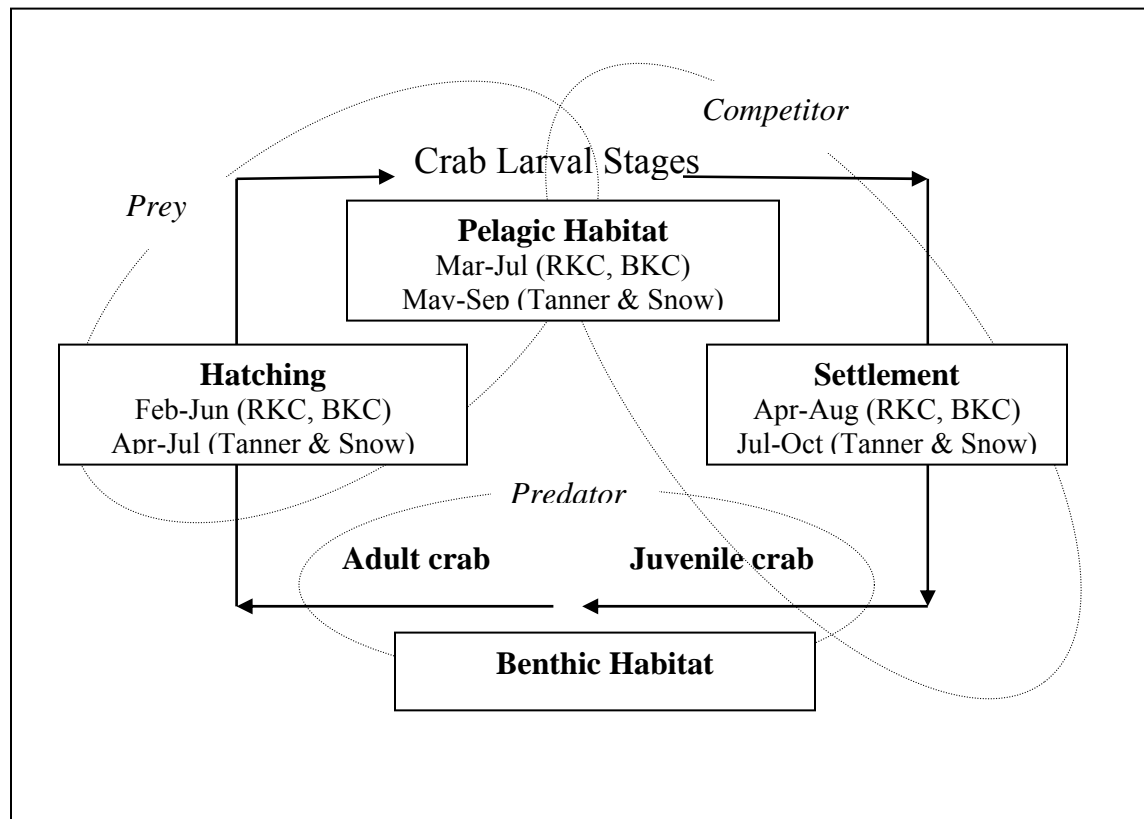 Competitor
Crab Larval Stages
Prey
Pelagic Habitat
Mar-Jul (RKC, BKC)
May-Sep (Tanner & Snow)
Hatching
Feb-Jun (RKC, BKC)
Apr-Jul (Tanner & Snow)
Settlement
Apr-Aug (RKC, BKC)
Jul-Oct (Tanner & Snow)
Predator
Adult crab
Juvenile crab
Benthic Habitat